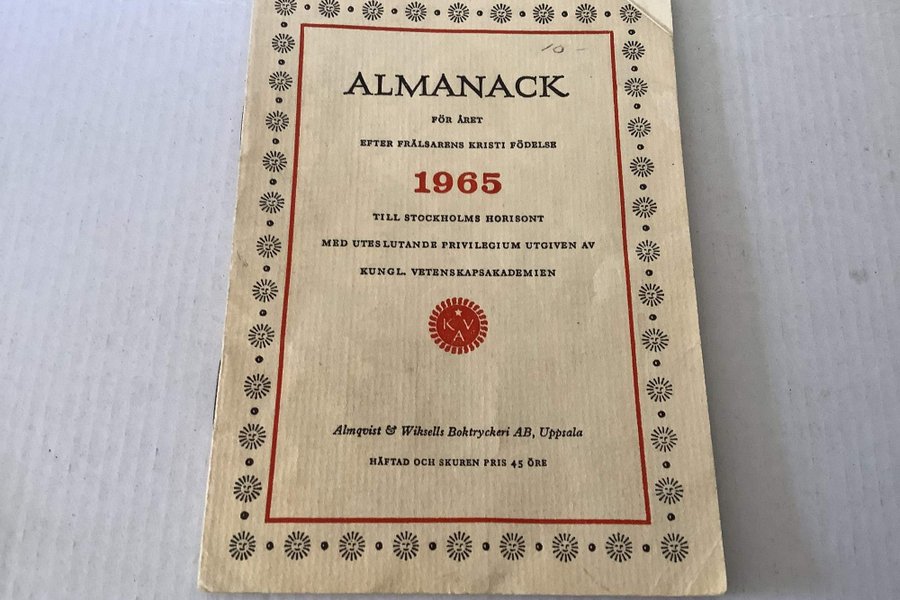 10 -
ALMANACK
FÖR ÅRET
EFTER FRÄLSARENS KRISTI FÖDELSE
1965
TILL STOCKHOLMS HORISONT
MED UTESLUTANDE PRIVILEGIUM UTGIVEN AV
KUNGL. VETENSKAPSAKADEMIEN
K V
A
Almqvist & Wiksells Boktryckeri AB, Uppsala
HÄFTAD OCH SKUREN PRIS 45 ÖRE